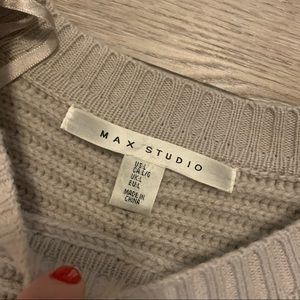 MAX STUDIO
US:L
CA:L/G
UK:L
EU:L
MADE IN
CHINA